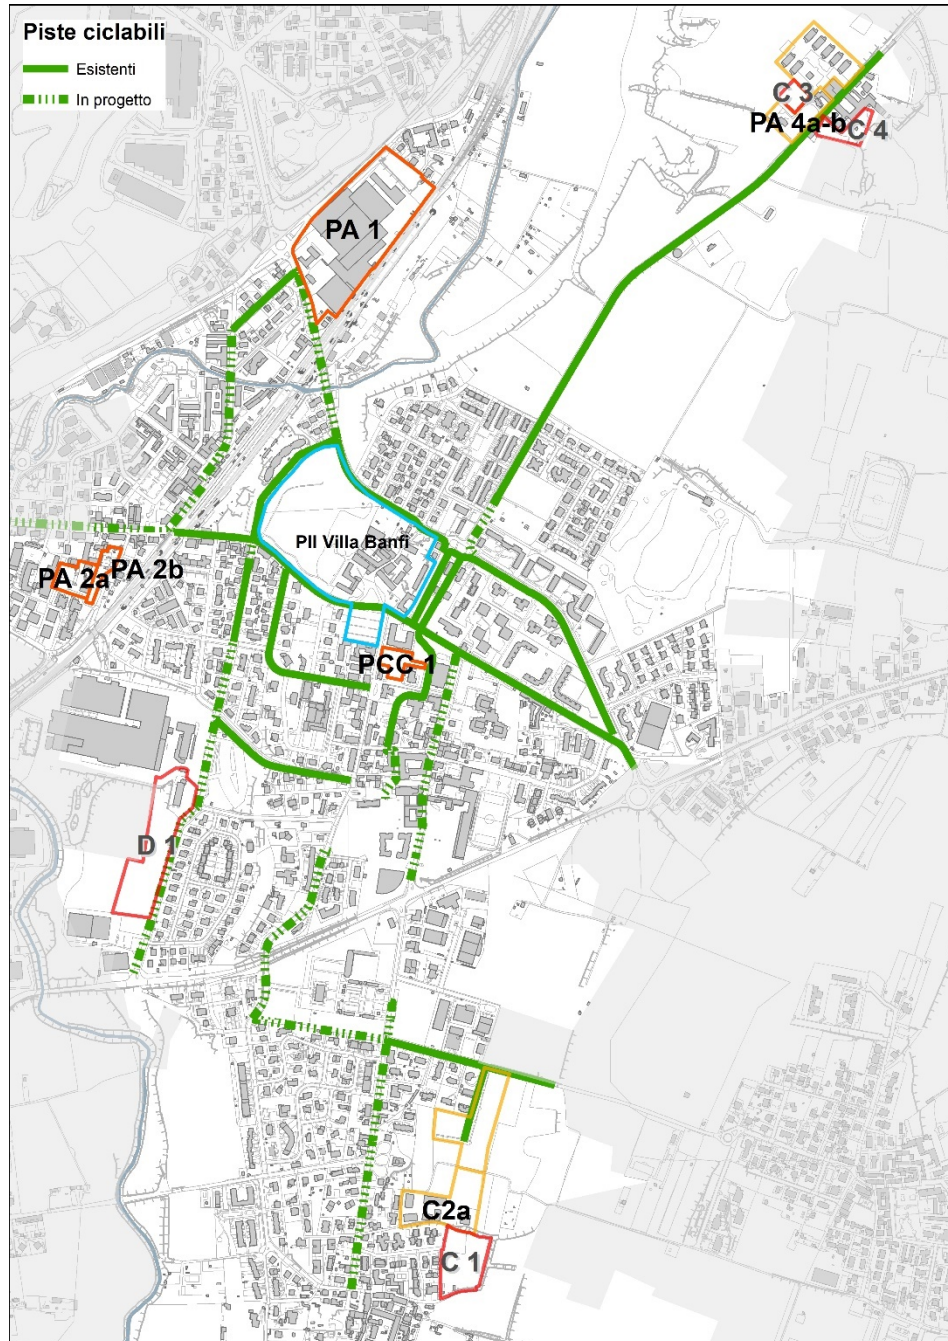 Piste ciclabili
Esistenti
In progetto
C 3
PA 4a-b
C 4
PA 1
PII Villa Banfi
PA 2a
PA 2b
PCC 1
D 1
C2a
C 1